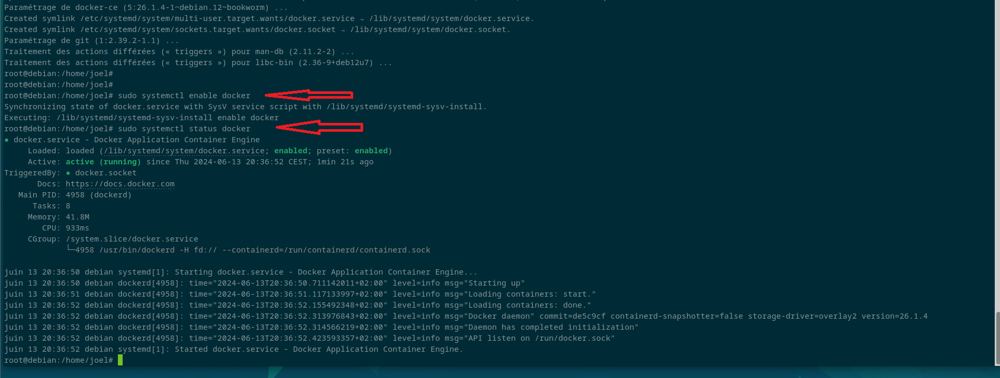 Paramétrage de docker-ce (5:26.1.4-1~debian.12~bookworm) ...
Created symlink /etc/systemd/system/multi-user.target.wants/docker.service → /lib/systemd/system/docker.service.
Created symlink /etc/systemd/system/sockets.target.wants/docker.socket → /lib/systemd/system/docker.socket.
Paramétrage de git (1:2.39.2-1.1) ...
Traitement des actions différées (« triggers ») pour man-db (2.11.2-2) ...
Traitement des actions différées (« triggers ») pour libc-bin (2.36-9+deb12u7) ...
root@debian:/home/joel#
root@debian:/home/joel#
root@debian:/home/joel# sudo systemctl enable docker
Synchronizing state of docker.service with SysV service script with /lib/systemd/systemd-sysv-install.
Executing: /lib/systemd/systemd-sysv-install enable docker
root@debian:/home/joel# sudo systemctl status docker
● docker.service - Docker Application Container Engine
     Loaded: loaded (/lib/systemd/system/docker.service; enabled; preset: enabled)
     Active: active (running) since Thu 2024-06-13 20:36:52 CEST; 1min 21s ago
TriggeredBy: ● docker.socket
       Docs: https://docs.docker.com
   Main PID: 4958 (dockerd)
      Tasks: 8
     Memory: 41.8M
        CPU: 933ms
     CGroup: /system.slice/docker.service
             └─4958 /usr/bin/dockerd -H fd:// --containerd=/run/containerd/containerd.sock
juin 13 20:36:50 debian systemd[1]: Starting docker.service - Docker Application Container Engine...
juin 13 20:36:50 debian dockerd[4958]: time="2024-06-13T20:36:50.711142011+02:00" level=info msg="Starting up"
juin 13 20:36:51 debian dockerd[4958]: time="2024-06-13T20:36:51.117133997+02:00" level=info msg="Loading containers: start."
juin 13 20:36:52 debian dockerd[4958]: time="2024-06-13T20:36:52.155492348+02:00" level=info msg="Loading containers: done."
juin 13 20:36:52 debian dockerd[4958]: time="2024-06-13T20:36:52.313976843+02:00" level=info msg="Docker daemon" commit=de5c9cf containerd-snapshotter=false storage-driver=overlay2 version=26.1.4
juin 13 20:36:52 debian dockerd[4958]: time="2024-06-13T20:36:52.314566219+02:00" level=info msg="Daemon has completed initialization"
juin 13 20:36:52 debian dockerd[4958]: time="2024-06-13T20:36:52.423593357+02:00" level=info msg="API listen on /run/docker.sock"
juin 13 20:36:52 debian systemd[1]: Started docker.service - Docker Application Container Engine.
root@debian:/home/joel#